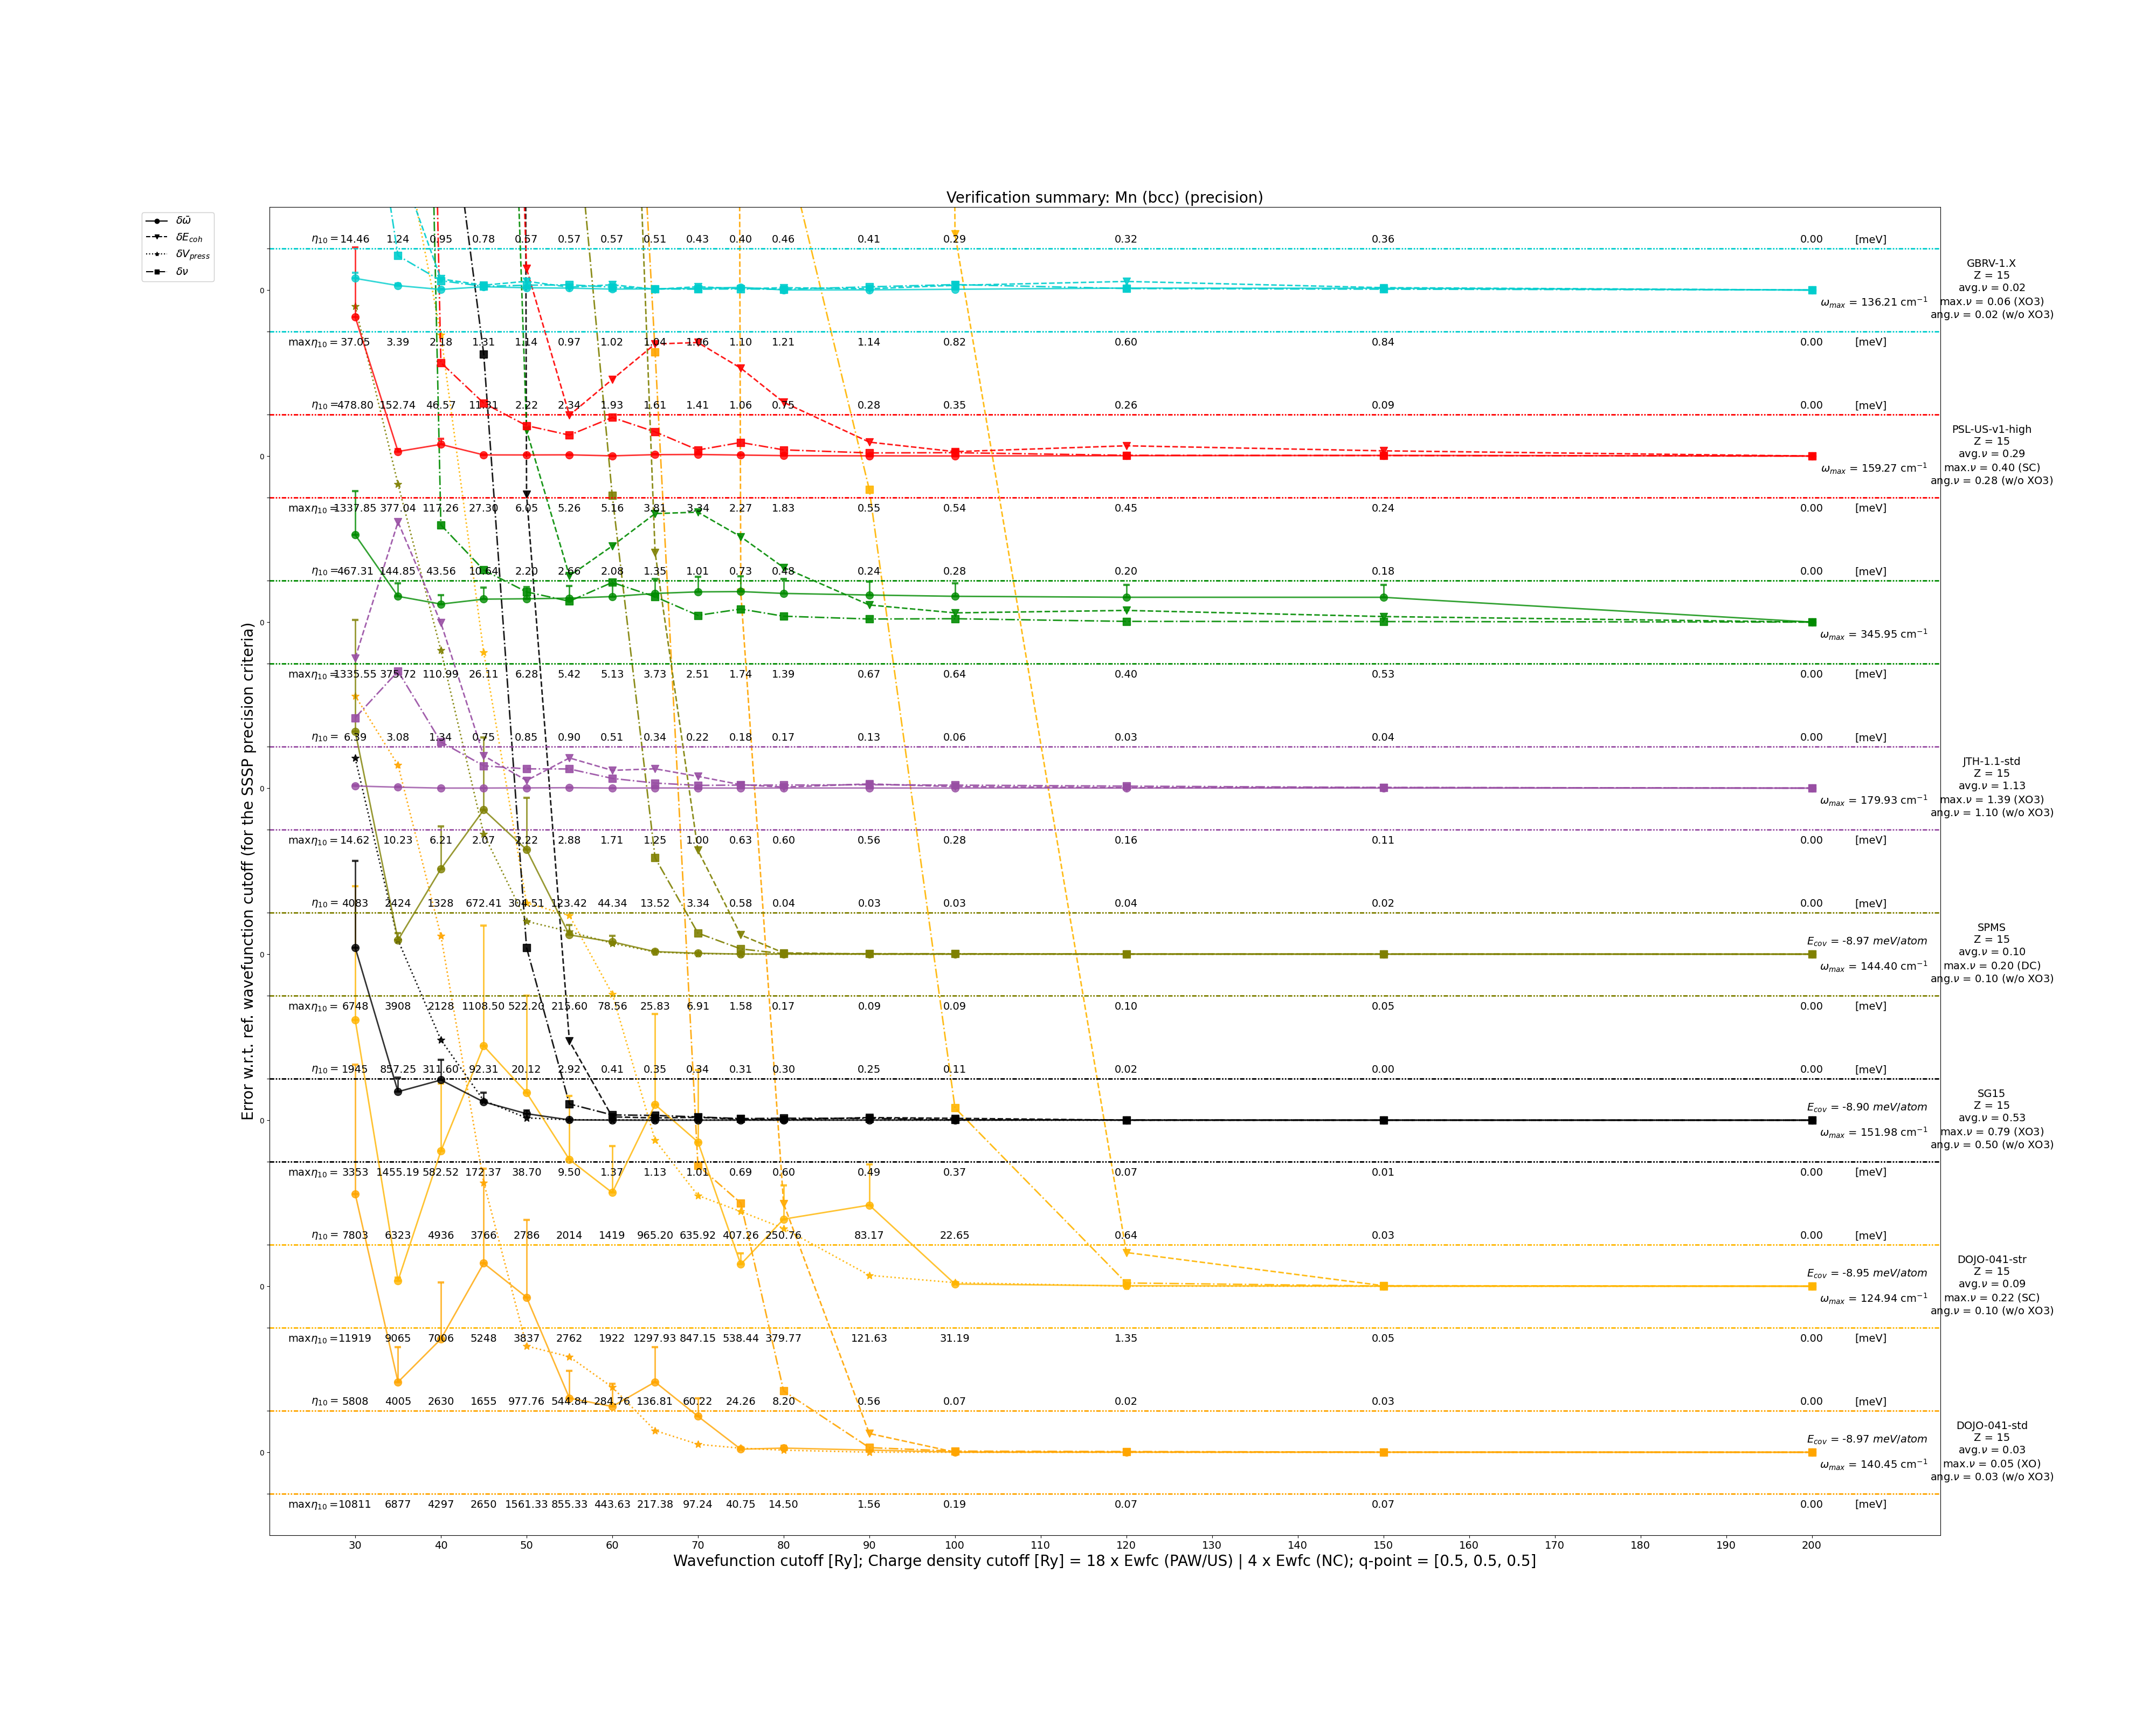 Verification summary: Mn (bcc) (precision)
δω̄
δE_coh
δV_press
δν
Error w.r.t. ref. wavefunction cutoff (for the SSSP precision criteria)
η₁₀ = 14.46 1.24 0.95 0.78 0.57 0.57 0.57 0.51 0.43 0.40 0.46 0.41 0.29 0.32 0.36 0.00 [meV]
0
GBRV-1.X
Z = 15
avg.ν = 0.02
ω_max = 136.21 cm⁻¹ max.ν = 0.06 (XO3)
ang.ν = 0.02 (w/o XO3)
maxη₁₀ = 37.05 3.39 2.18 1.31 1.14 0.97 1.02 1.04 1.06 1.10 1.21 1.14 0.82 0.60 0.84 0.00 [meV]
η₁₀ = 478.80 152.74 46.57 11.31 2.22 2.34 1.93 1.61 1.41 1.06 0.75 0.28 0.35 0.26 0.09 0.00 [meV]
0
PSL-US-v1-high
Z = 15
avg.ν = 0.29
ω_max = 159.27 cm⁻¹ max.ν = 0.40 (SC)
ang.ν = 0.28 (w/o XO3)
maxη₁₀ = 1337.85 377.04 117.26 27.30 6.05 5.26 5.16 3.81 3.34 2.27 1.83 0.55 0.54 0.45 0.24 0.00 [meV]
η₁₀ = 467.31 144.85 43.56 10.64 2.20 2.66 2.08 1.35 1.01 0.73 0.48 0.24 0.28 0.20 0.18 0.00 [meV]
0
ω_max = 345.95 cm⁻¹
maxη₁₀ = 1335.55 375.72 110.99 26.11 6.28 5.42 5.13 3.73 2.51 1.74 1.39 0.67 0.64 0.40 0.53 0.00 [meV]
η₁₀ = 6.39 3.08 1.34 0.75 0.85 0.90 0.51 0.34 0.22 0.18 0.17 0.13 0.06 0.03 0.04 0.00 [meV]
0
JTH-1.1-std
Z = 15
avg.ν = 1.13
ω_max = 179.93 cm⁻¹ max.ν = 1.39 (XO3)
ang.ν = 1.10 (w/o XO3)
maxη₁₀ = 14.62 10.23 6.21 2.07 2.22 2.88 1.71 1.25 1.00 0.63 0.60 0.56 0.28 0.16 0.11 0.00 [meV]
η₁₀ = 4083 2424 1328 672.41 304.51 123.42 44.34 13.52 3.34 0.58 0.04 0.03 0.03 0.04 0.02 0.00 [meV]
0
SPMS
E_cov = -8.97 meV/atom
Z = 15
avg.ν = 0.10
ω_max = 144.40 cm⁻¹ max.ν = 0.20 (DC)
ang.ν = 0.10 (w/o XO3)
maxη₁₀ = 6748 3908 2128 1108.50 522.20 215.60 78.56 25.83 6.91 1.58 0.17 0.09 0.09 0.10 0.05 0.00 [meV]
η₁₀ = 1945 857.25 311.60 92.31 20.12 2.92 0.41 0.35 0.34 0.31 0.30 0.25 0.11 0.02 0.00 0.00 [meV]
0
SG15
E_cov = -8.90 meV/atom
Z = 15
avg.ν = 0.53
ω_max = 151.98 cm⁻¹ max.ν = 0.79 (XO3)
ang.ν = 0.50 (w/o XO3)
maxη₁₀ = 3353 1455.19 582.52 172.37 38.70 9.50 1.37 1.13 1.01 0.69 0.60 0.49 0.37 0.07 0.01 0.00 [meV]
η₁₀ = 7803 6323 4936 3766 2786 2014 1419 965.20 635.92 407.26 250.76 83.17 22.65 0.64 0.03 0.00 [meV]
0
DOJO-041-str
E_cov = -8.95 meV/atom
Z = 15
avg.ν = 0.09
ω_max = 124.94 cm⁻¹ max.ν = 0.22 (SC)
ang.ν = 0.10 (w/o XO3)
maxη₁₀ = 11919 9065 7006 5248 3837 2762 1922 1297.93 847.15 538.44 379.77 121.63 31.19 1.35 0.05 0.00 [meV]
η₁₀ = 5808 4005 2630 1655 977.76 544.84 284.76 136.81 60.22 24.26 8.20 0.56 0.07 0.02 0.03 0.00 [meV]
0
DOJO-041-std
E_cov = -8.97 meV/atom
Z = 15
avg.ν = 0.03
ω_max = 140.45 cm⁻¹ max.ν = 0.05 (XO)
ang.ν = 0.03 (w/o XO3)
maxη₁₀ = 10811 6877 4297 2650 1561.33 855.33 443.63 217.38 97.24 40.75 14.50 1.56 0.19 0.07 0.07 0.00 [meV]
30 40 50 60 70 80 90 100 110 120 130 140 150 160 170 180 190 200
Wavefunction cutoff [Ry]; Charge density cutoff [Ry] = 18 x Ewfc (PAW/US) | 4 x Ewfc (NC); q-point = [0.5, 0.5, 0.5]